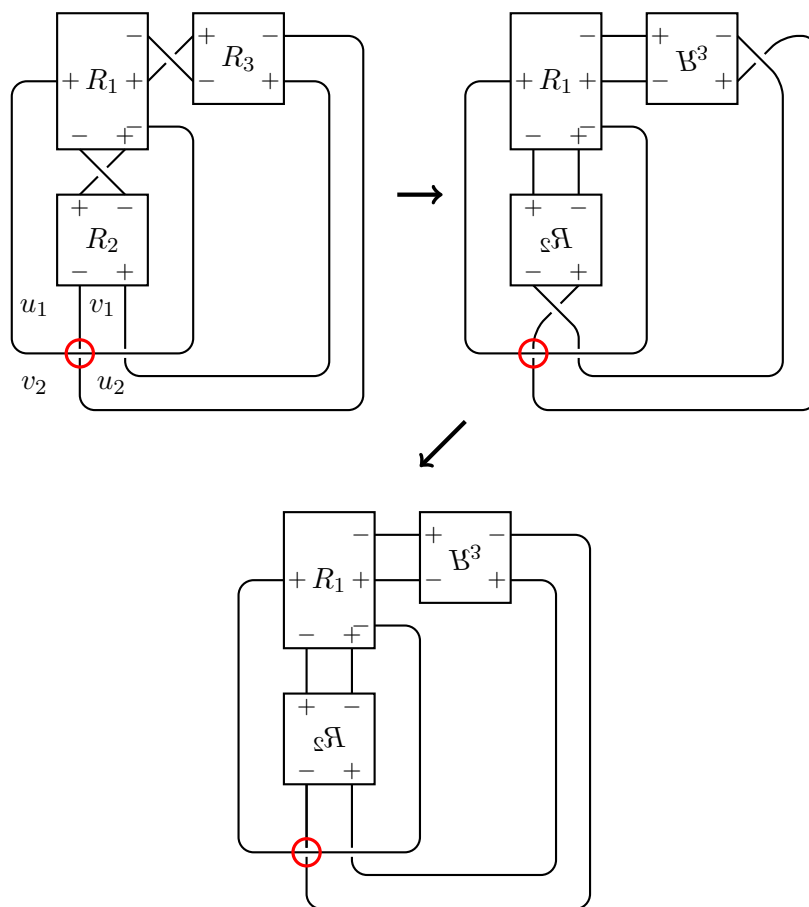 − + −
R₃
+ R₁ + − +
−
− +
+ −
R₂
− +
u₁ v₁
v₂ u₂
− + −
R₃
+ R₁ + − +
−
− +
+ −
R₂
− +
− + −
R₃
+ R₁ + − +
−
− +
+ −
R₂
− +